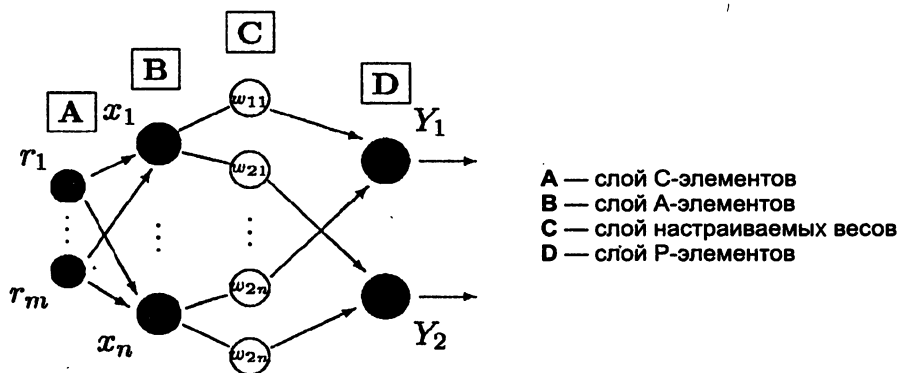 C
B
D
A
x₁
w₁₁
Y₁
r₁
w₂₁
A — слой С-элементов
B — слой А-элементов
C — слой настраиваемых весов
D — слой Р-элементов
w₂ₙ
rₘ
xₙ
Y₂
w₂ₙ